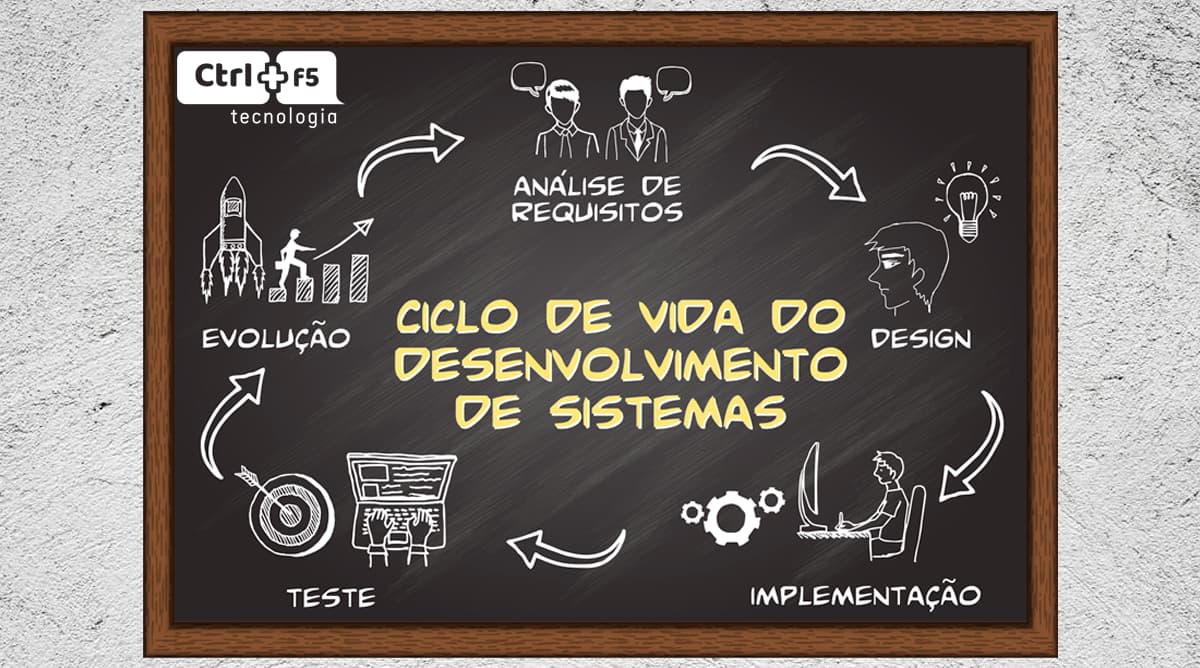 Ctrl+F5
tecnologia
ANÁLISE DE
REQUISITOS
DESIGN
IMPLEMENTAÇÃO
TESTE
EVOLUÇÃO
CICLO DE VIDA DO
DESENVOLVIMENTO
DE SISTEMAS